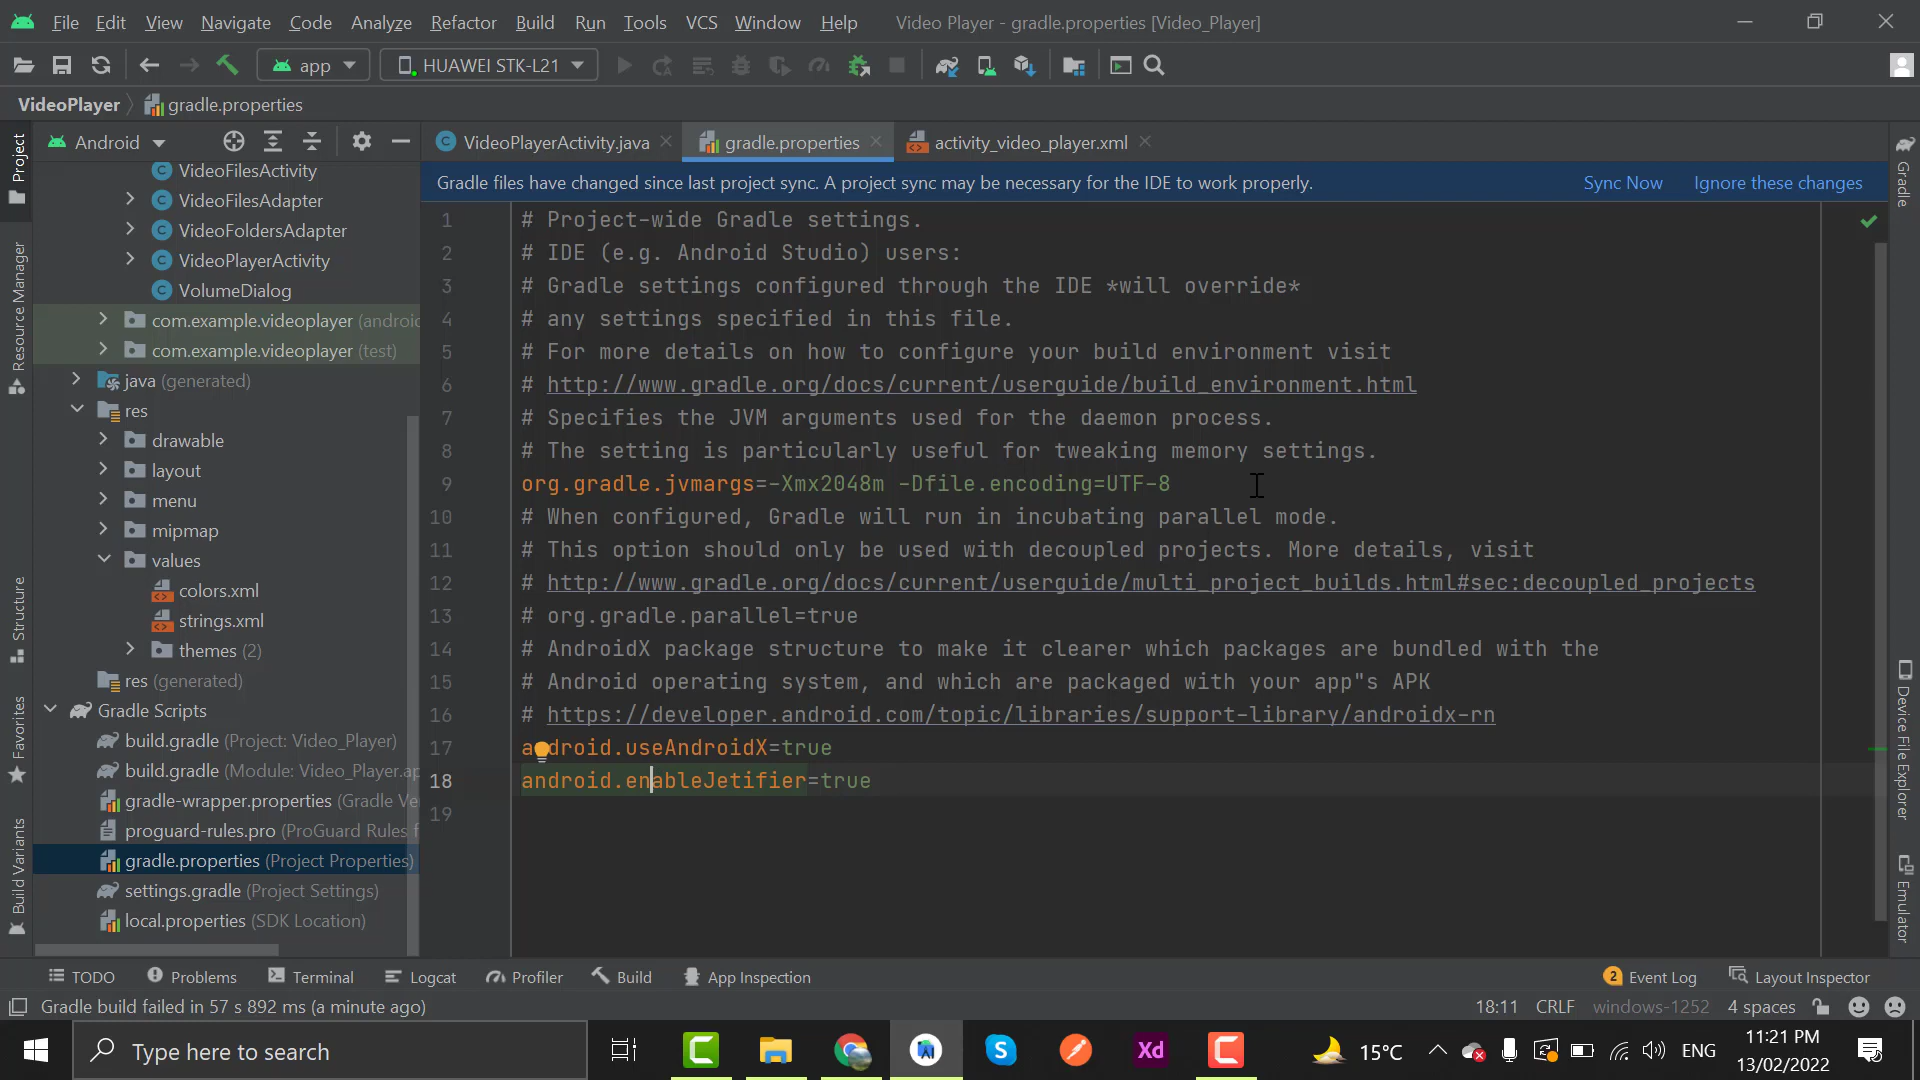 File Edit View Navigate Code Analyze Refactor Build Run Tools VCS Window Help Video Player - gradle.properties [Video_Player]
app HUAWEI STK-L21
VideoPlayer gradle.properties
Android
VideoPlayerActivity.java gradle.properties activity_video_player.xml
Gradle files have changed since last project sync. A project sync may be necessary for the IDE to work properly. Sync Now Ignore these changes
Project
Resource Manager
Structure
Favorites
Build Variants
VideoFilesActivity
VideoFilesAdapter
VideoFoldersAdapter
VideoPlayerActivity
VolumeDialog
com.example.videoplayer (androic
com.example.videoplayer (test)
java (generated)
res
drawable
layout
menu
mipmap
values
colors.xml
strings.xml
themes (2)
res (generated)
Gradle Scripts
build.gradle (Project: Video_Player)
build.gradle (Module: Video_Player.ap
gradle-wrapper.properties (Gradle Ve
proguard-rules.pro (ProGuard Rules f
gradle.properties (Project Properties)
settings.gradle (Project Settings)
local.properties (SDK Location)
1 # Project-wide Gradle settings.
2 # IDE (e.g. Android Studio) users:
3 # Gradle settings configured through the IDE *will override*
4 # any settings specified in this file.
5 # For more details on how to configure your build environment visit
6 # http://www.gradle.org/docs/current/userguide/build_environment.html
7 # Specifies the JVM arguments used for the daemon process.
8 # The setting is particularly useful for tweaking memory settings.
9 org.gradle.jvmargs=-Xmx2048m -Dfile.encoding=UTF-8
10 # When configured, Gradle will run in incubating parallel mode.
11 # This option should only be used with decoupled projects. More details, visit
12 # http://www.gradle.org/docs/current/userguide/multi_project_builds.html#sec:decoupled_projects
13 # org.gradle.parallel=true
14 # AndroidX package structure to make it clearer which packages are bundled with the
15 # Android operating system, and which are packaged with your app"s APK
16 # https://developer.android.com/topic/libraries/support-library/androidx-rn
17 android.useAndroidX=true
18 android.enableJetifier=true
19
Gradle
Device File Explorer
Emulator
TODO Problems Terminal Logcat Profiler Build App Inspection 2 Event Log Layout Inspector
Gradle build failed in 57 s 892 ms (a minute ago) 18:11 CRLF windows-1252 4 spaces
Type here to search Xd 15°C ENG 11:21 PM
13/02/2022